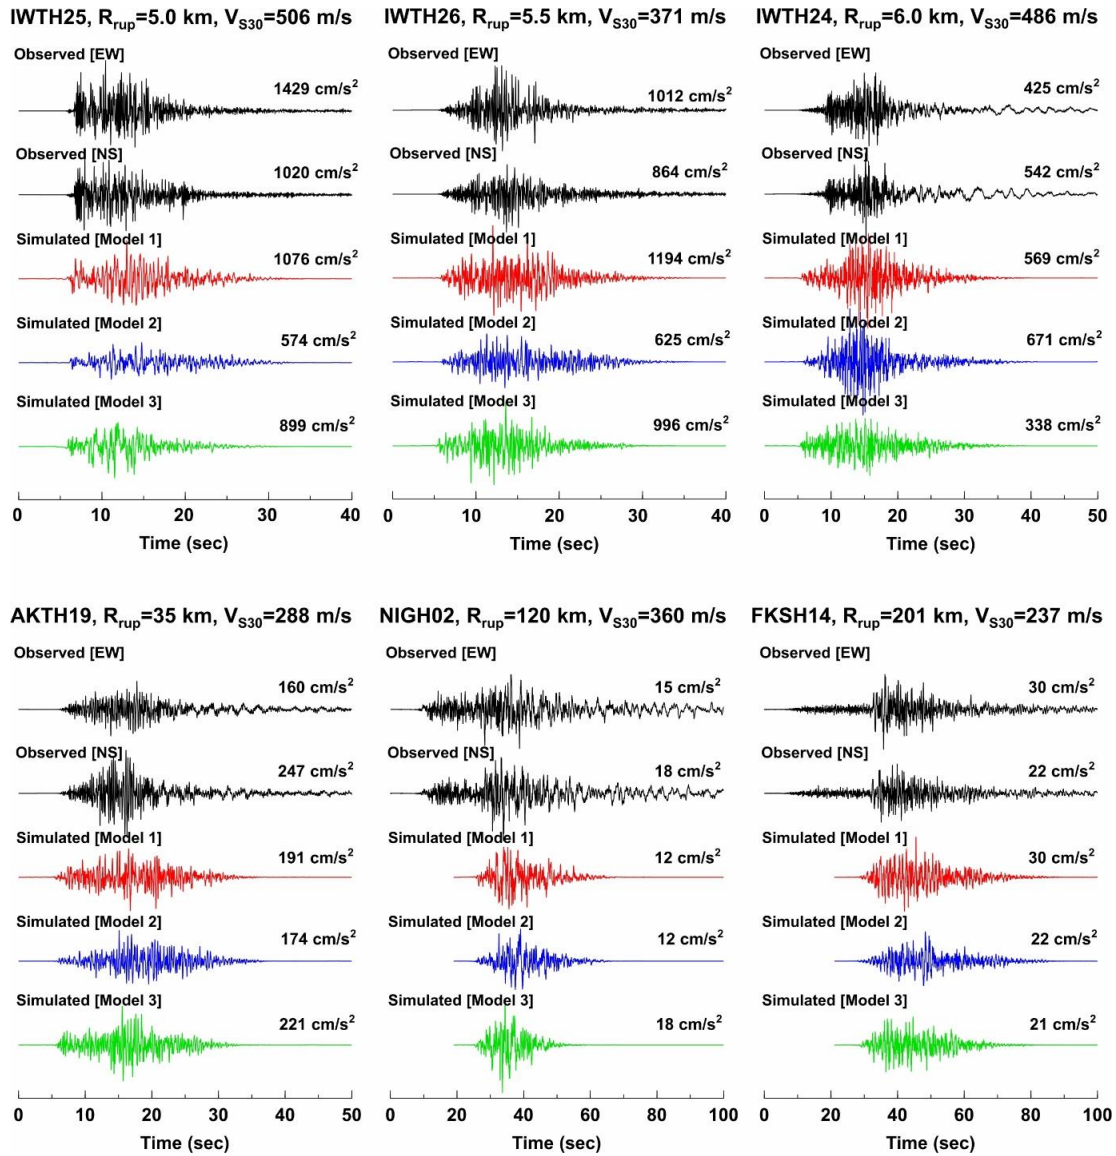 IWTH25, Rrup=5.0 km, VS30=506 m/s
Observed [EW]
1429 cm/s²
Observed [NS]
1020 cm/s²
Simulated [Model 1]
1076 cm/s²
Simulated [Model 2]
574 cm/s²
Simulated [Model 3]
899 cm/s²
0 10 20 30 40
Time (sec)
IWTH26, Rrup=5.5 km, VS30=371 m/s
Observed [EW]
1012 cm/s²
Observed [NS]
864 cm/s²
Simulated [Model 1]
1194 cm/s²
Simulated [Model 2]
625 cm/s²
Simulated [Model 3]
996 cm/s²
0 10 20 30 40
Time (sec)
IWTH24, Rrup=6.0 km, VS30=486 m/s
Observed [EW]
425 cm/s²
Observed [NS]
542 cm/s²
Simulated [Model 1]
569 cm/s²
Simulated [Model 2]
671 cm/s²
Simulated [Model 3]
338 cm/s²
0 10 20 30 40 50
Time (sec)
AKTH19, Rrup=35 km, VS30=288 m/s
Observed [EW]
160 cm/s²
Observed [NS]
247 cm/s²
Simulated [Model 1]
191 cm/s²
Simulated [Model 2]
174 cm/s²
Simulated [Model 3]
221 cm/s²
0 10 20 30 40 50
Time (sec)
NIGH02, Rrup=120 km, VS30=360 m/s
Observed [EW]
15 cm/s²
Observed [NS]
18 cm/s²
Simulated [Model 1]
12 cm/s²
Simulated [Model 2]
12 cm/s²
Simulated [Model 3]
18 cm/s²
0 20 40 60 80 100
Time (sec)
FKSH14, Rrup=201 km, VS30=237 m/s
Observed [EW]
30 cm/s²
Observed [NS]
22 cm/s²
Simulated [Model 1]
30 cm/s²
Simulated [Model 2]
22 cm/s²
Simulated [Model 3]
21 cm/s²
0 20 40 60 80 100
Time (sec)